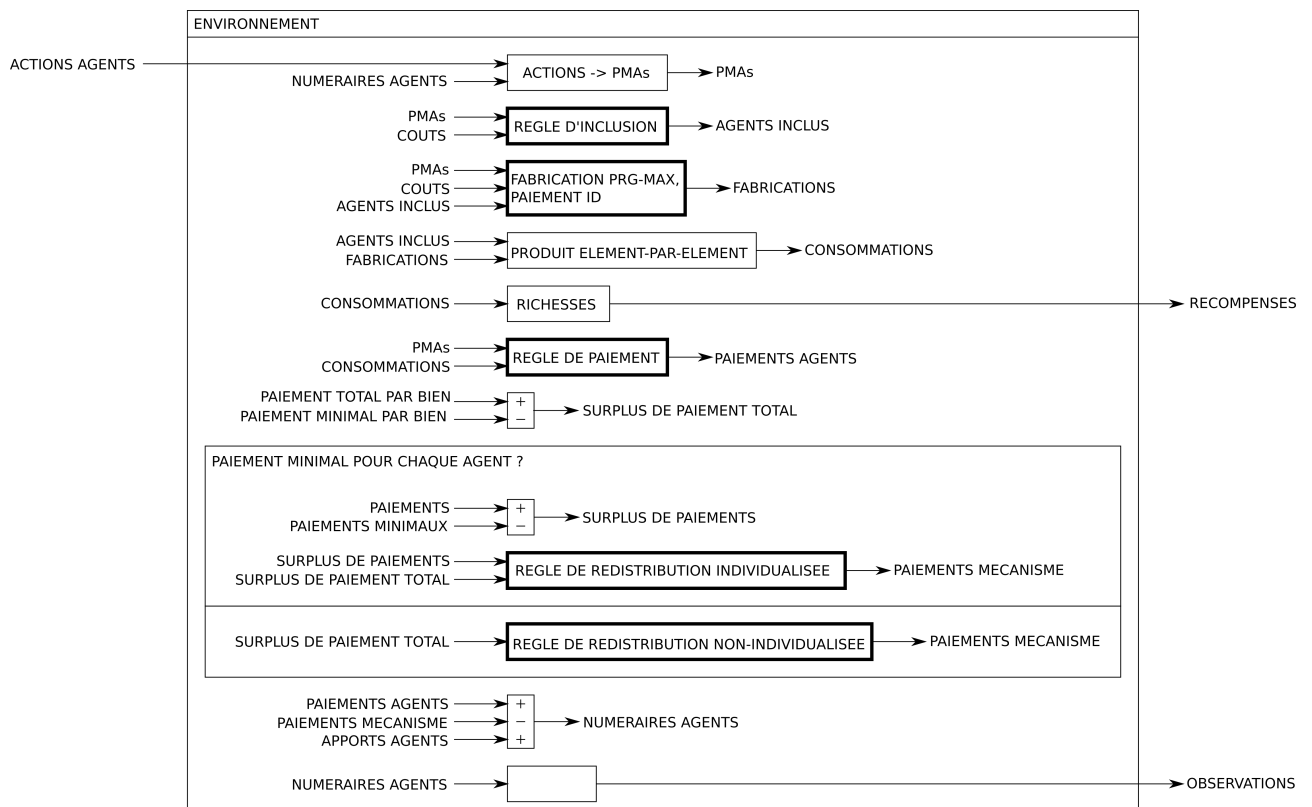 ENVIRONNEMENT
ACTIONS AGENTS
NUMERAIRES AGENTS
ACTIONS -> PMAs
PMAs
PMAs
COUTS
REGLE D'INCLUSION
AGENTS INCLUS
PMAs
COUTS
AGENTS INCLUS
FABRICATION PRG-MAX,
PAIEMENT ID
FABRICATIONS
AGENTS INCLUS
FABRICATIONS
PRODUIT ELEMENT-PAR-ELEMENT
CONSOMMATIONS
CONSOMMATIONS
RICHESSES
RECOMPENSES
PMAs
CONSOMMATIONS
REGLE DE PAIEMENT
PAIEMENTS AGENTS
PAIEMENT TOTAL PAR BIEN
PAIEMENT MINIMAL PAR BIEN
+
−
SURPLUS DE PAIEMENT TOTAL
PAIEMENT MINIMAL POUR CHAQUE AGENT ?
PAIEMENTS
PAIEMENTS MINIMAUX
+
−
SURPLUS DE PAIEMENTS
SURPLUS DE PAIEMENTS
SURPLUS DE PAIEMENT TOTAL
REGLE DE REDISTRIBUTION INDIVIDUALISEE
PAIEMENTS MECANISME
SURPLUS DE PAIEMENT TOTAL
REGLE DE REDISTRIBUTION NON-INDIVIDUALISEE
PAIEMENTS MECANISME
PAIEMENTS AGENTS
PAIEMENTS MECANISME
APPORTS AGENTS
+
−
+
NUMERAIRES AGENTS
NUMERAIRES AGENTS
OBSERVATIONS